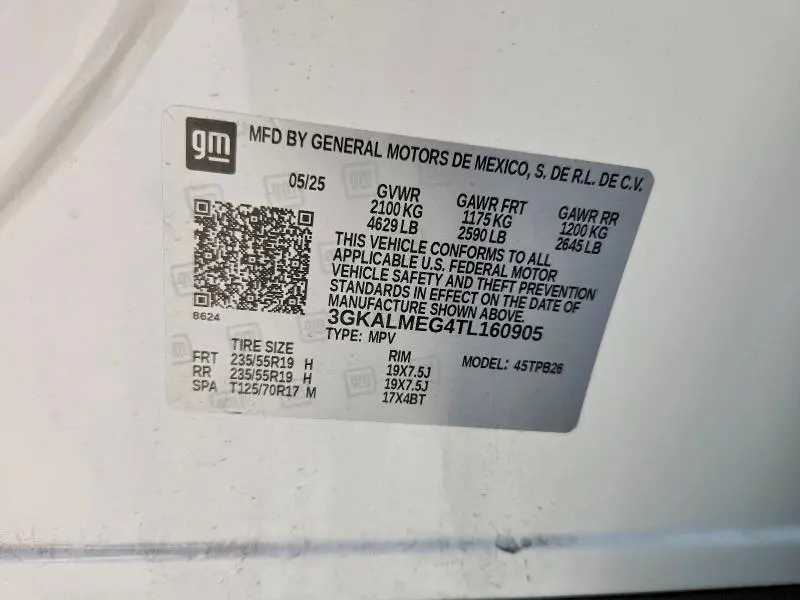 gm MFD BY GENERAL MOTORS DE MEXICO, S. DE R.L. DE C.V.
05/25
GVWR GAWR FRT GAWR RR
2100 KG 1175 KG 1200 KG
4629 LB 2590 LB 2645 LB
THIS VEHICLE CONFORMS TO ALL
APPLICABLE U.S. FEDERAL MOTOR
VEHICLE SAFETY AND THEFT PREVENTION
STANDARDS IN EFFECT ON THE DATE OF
MANUFACTURE SHOWN ABOVE.
8624
3GKALMEG4TL160905
TYPE: MPV
TIRE SIZE RIM MODEL: 45TPB26
FRT 235/55R19 H 19X7.5J
RR 235/55R19 H 19X7.5J
SPA T125/70R17 M 17X4BT